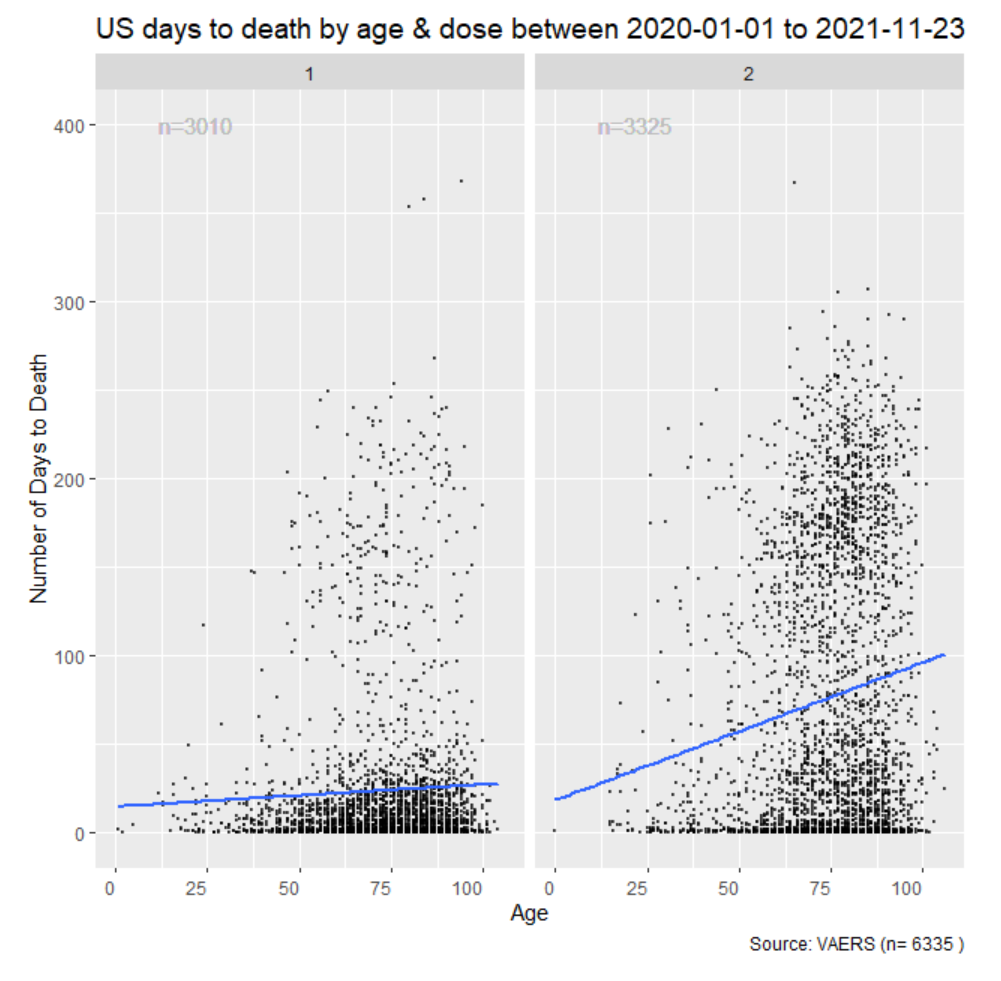 US days to death by age & dose between 2020-01-01 to 2021-11-23
1
2
n=3010
n=3325
400
300
200
100
0
Number of Days to Death
0 25 50 75 100
0 25 50 75 100
Age
Source: VAERS (n= 6335 )